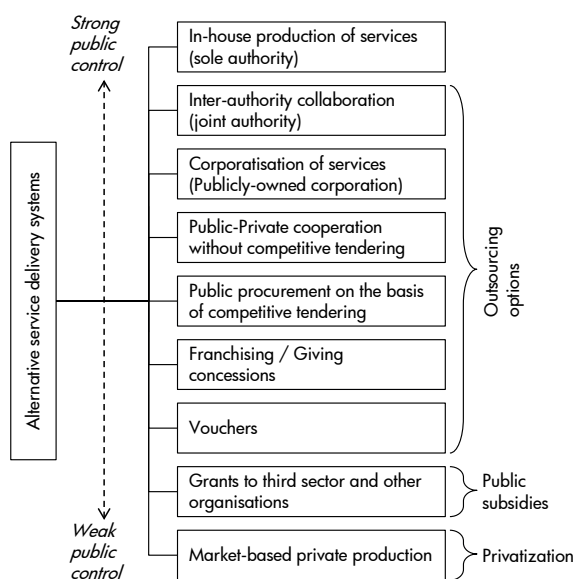 Strong
public
control
Alternative service delivery systems
Weak
public
control
In-house production of services
(sole authority)
Inter-authority collaboration
(joint authority)
Corporatisation of services
(Publicly-owned corporation)
Public-Private cooperation
without competitive tendering
Public procurement on the basis
of competitive tendering
Franchising / Giving
concessions
Vouchers
Grants to third sector and other
organisations
Market-based private production
Outsourcing
options
Public
subsidies
Privatization